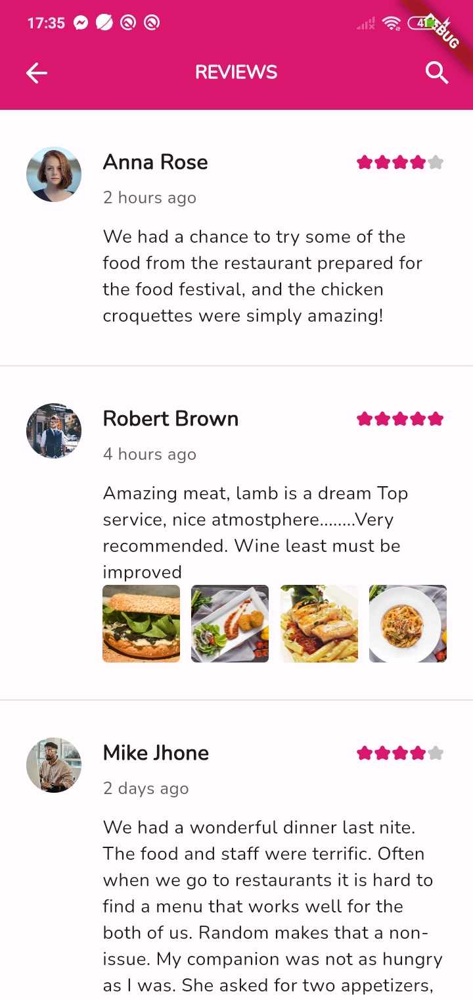 17:35
41
DEBUG
REVIEWS
Anna Rose
2 hours ago
We had a chance to try some of the
food from the restaurant prepared for
the food festival, and the chicken
croquettes were simply amazing!
Robert Brown
4 hours ago
Amazing meat, lamb is a dream Top
service, nice atmostphere........Very
recommended. Wine least must be
improved
Mike Jhone
2 days ago
We had a wonderful dinner last nite.
The food and staff were terrific. Often
when we go to restaurants it is hard to
find a menu that works well for the
both of us. Random makes that a non-
issue. My companion was not as hungry
as I was. She asked for two appetizers,